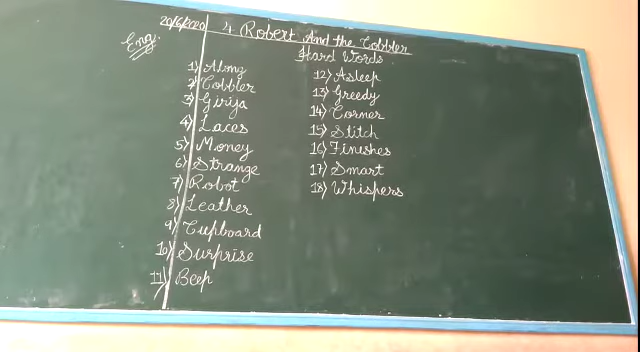 20/6/2020
Eng.
4 Robert And the Cobbler
Hard Words
1) Along
2) Cobbler
3) Girija
4) Laces
5) Money
6) Strange
7) Robot
8) Leather
9) Cupboard
10) Surprise
11) Beep
12) Asleep
13) Greedy
14) Corner
15) Stitch
16) Finishes
17) Smart
18) Whispers